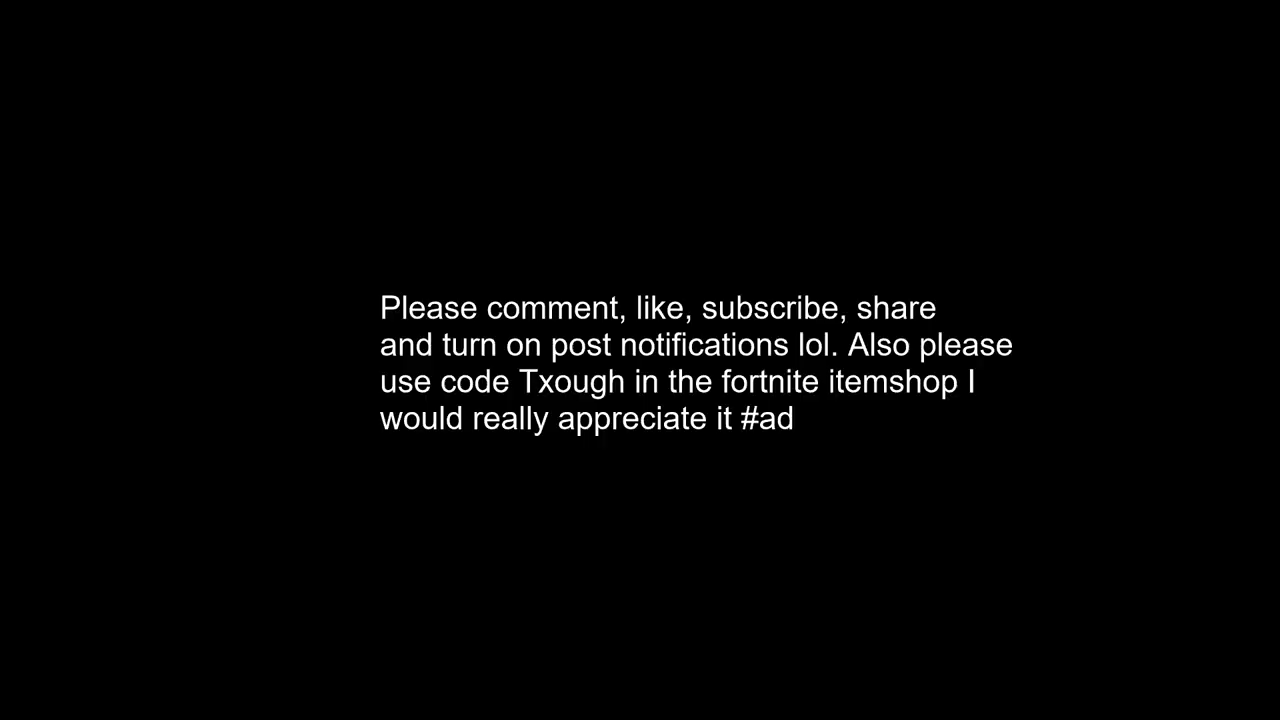 Please comment, like, subscribe, share
and turn on post notifications lol. Also please
use code Txough in the fortnite itemshop I
would really appreciate it #ad